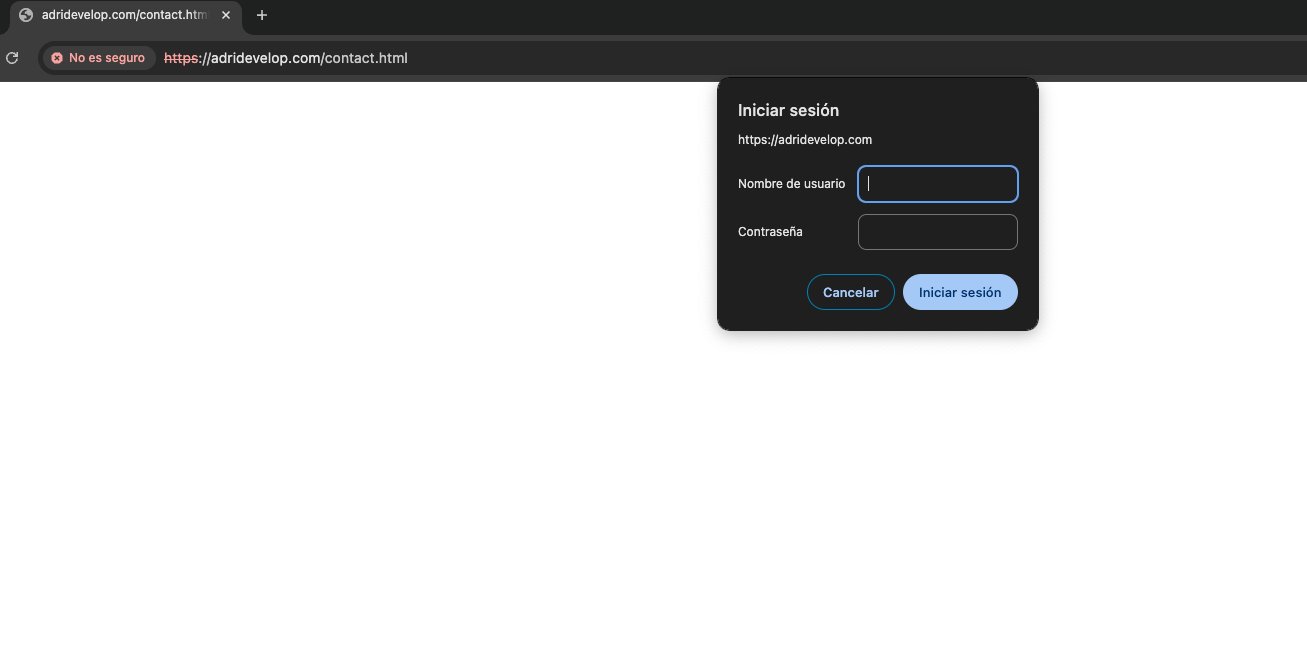 adridevelop.com/contact.htm
No es seguro https://adridevelop.com/contact.html
Iniciar sesión
https://adridevelop.com
Nombre de usuario
Contraseña
Cancelar Iniciar sesión